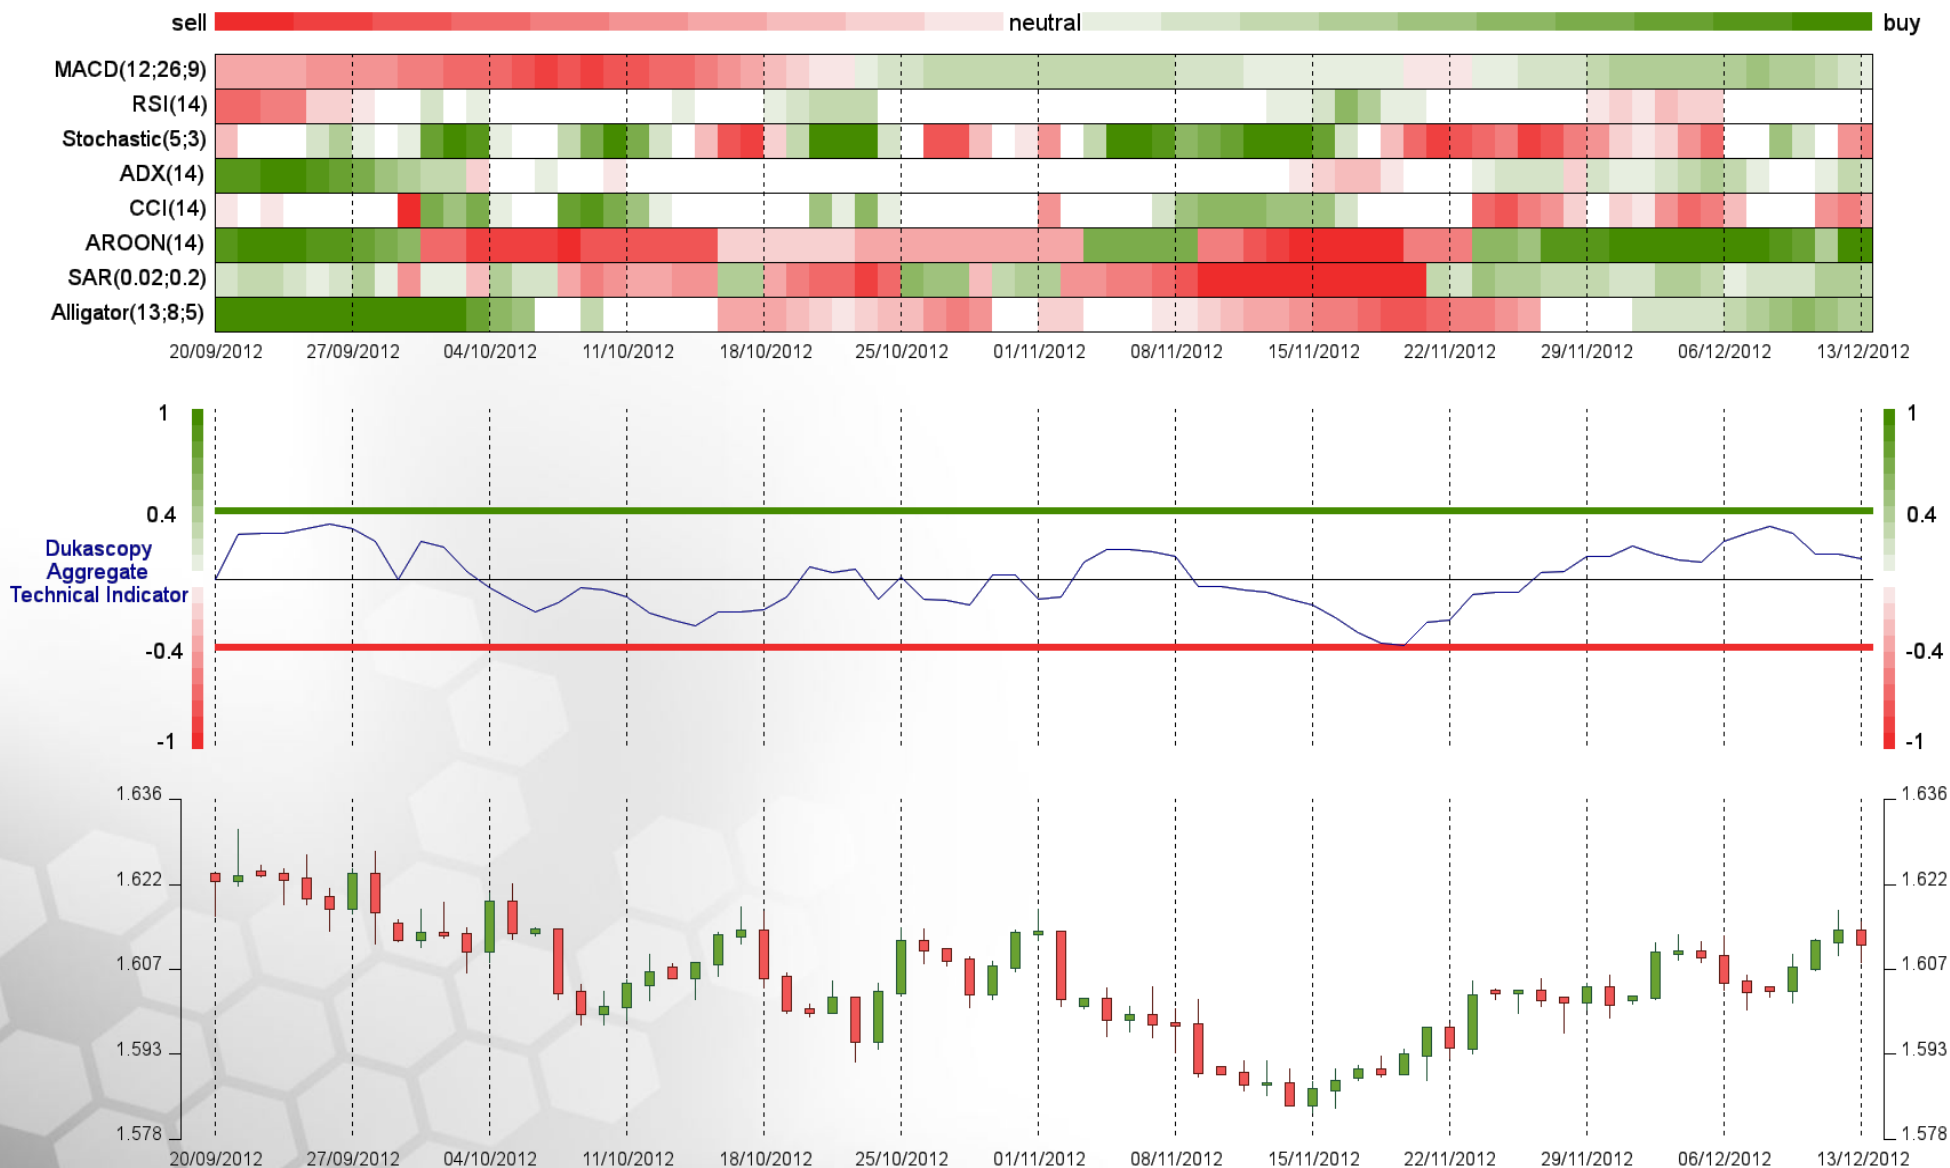 sell neutral buy
MACD(12;26;9)
RSI(14)
Stochastic(5;3)
ADX(14)
CCI(14)
AROON(14)
SAR(0.02;0.2)
Alligator(13;8;5)
20/09/2012 27/09/2012 04/10/2012 11/10/2012 18/10/2012 25/10/2012 01/11/2012 08/11/2012 15/11/2012 22/11/2012 29/11/2012 06/12/2012 13/12/2012
1 1
0.4 0.4
Dukascopy
Aggregate
Technical Indicator
-0.4 -0.4
-1 -1
1.636 1.636
1.622 1.622
1.607 1.607
1.593 1.593
1.578 1.578
20/09/2012 27/09/2012 04/10/2012 11/10/2012 18/10/2012 25/10/2012 01/11/2012 08/11/2012 15/11/2012 22/11/2012 29/11/2012 06/12/2012 13/12/2012